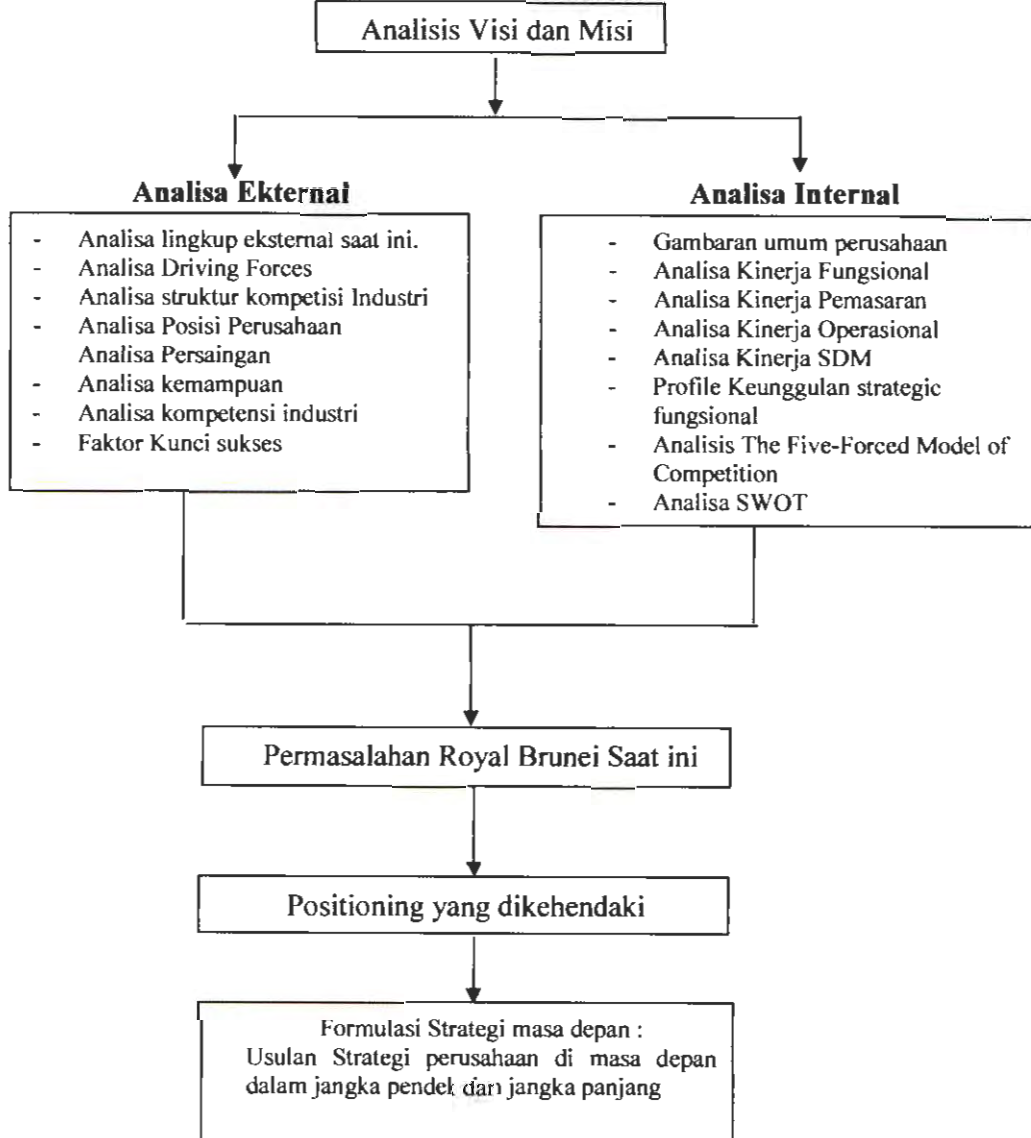 Analisis Visi dan Misi
Analisa Ekternal
- Analisa lingkup eksternal saat ini.
- Analisa Driving Forces
- Analisa struktur kompetisi Industri
- Analisa Posisi Perusahaan
Analisa Persaingan
- Analisa kemampuan
- Analisa kompetensi industri
- Faktor Kunci sukses
Analisa Internal
- Gambaran umum perusahaan
- Analisa Kinerja Fungsional
- Analisa Kinerja Pemasaran
- Analisa Kinerja Operasional
- Analisa Kinerja SDM
- Profile Keunggulan strategic
fungsional
- Analisis The Five-Forced Model of
Competition
- Analisa SWOT
Permasalahan Royal Brunei Saat ini
Positioning yang dikehendaki
Formulasi Strategi masa depan :
Usulan Strategi perusahaan di masa depan
dalam jangka pendek dan jangka panjang